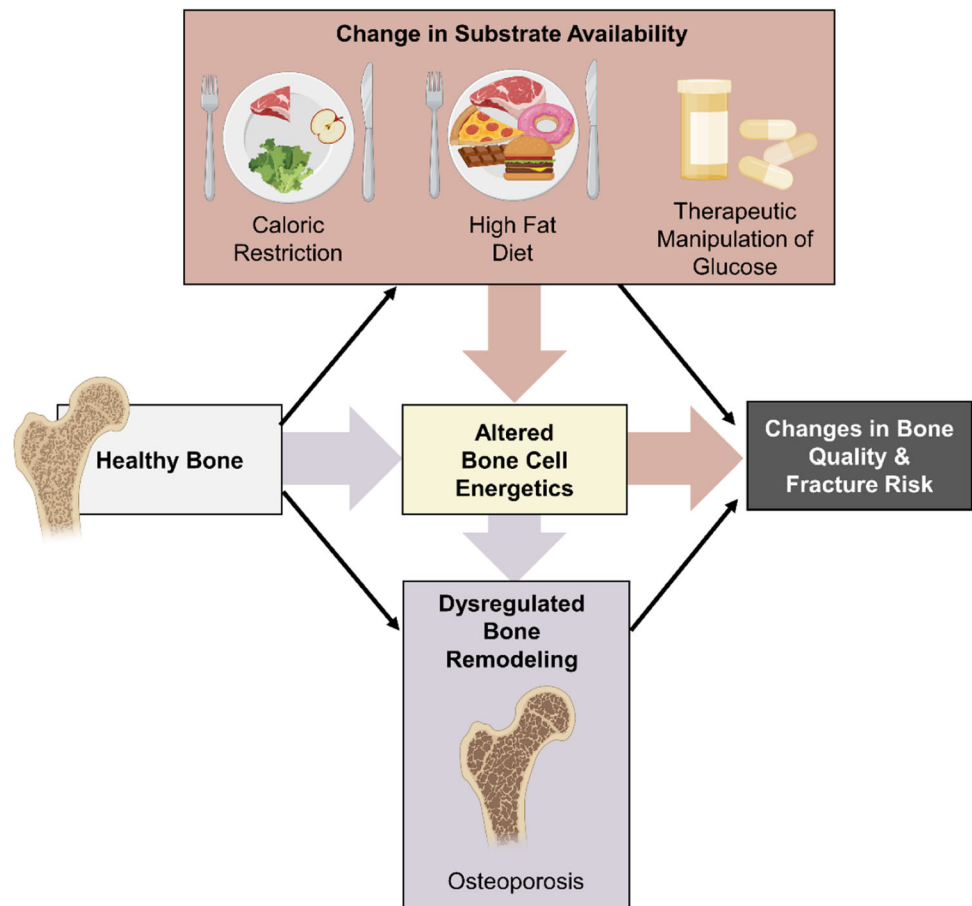 Change in Substrate Availability
Caloric
Restriction
High Fat
Diet
Therapeutic
Manipulation of
Glucose
Healthy Bone
Altered
Bone Cell
Energetics
Changes in Bone
Quality &
Fracture Risk
Dysregulated
Bone
Remodeling
Osteoporosis